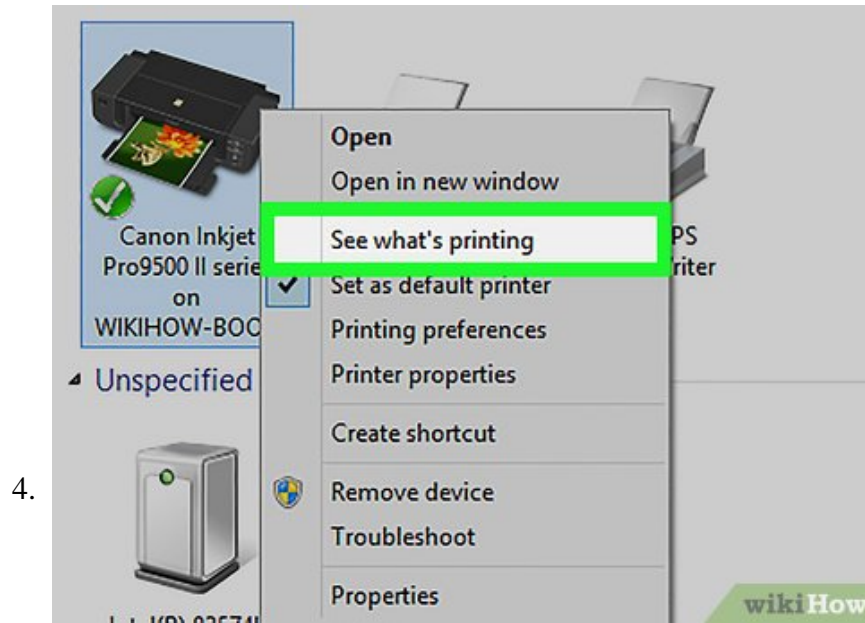 Open
Open in new window
See what's printing
Set as default printer
Printing preferences
Printer properties
Create shortcut
Remove device
Troubleshoot
Properties
Canon Inkjet
Pro9500 II serie
on
WIKIHOW-BOO
PS
riter
Unspecified
4.
wikiHow